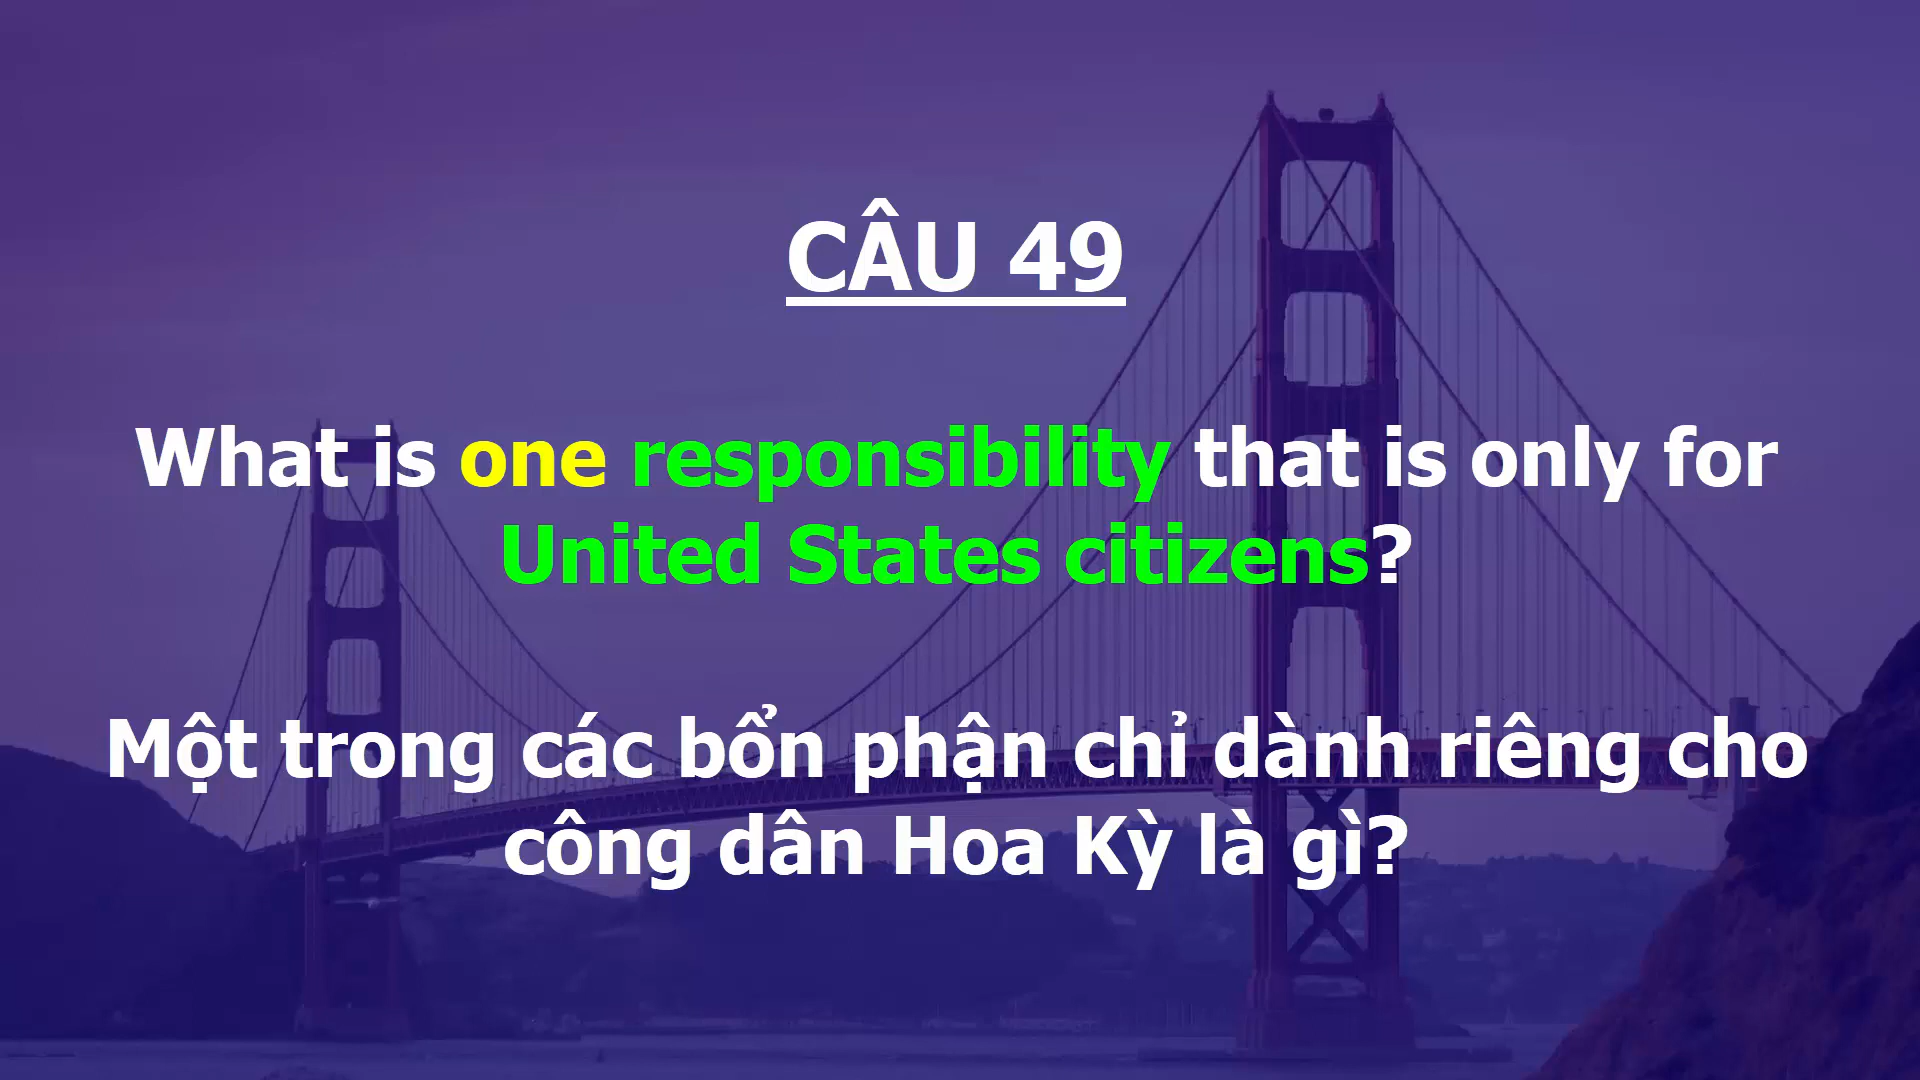 CÂU 49
What is one responsibility that is only for
United States citizens?
Một trong các bổn phận chỉ dành riêng cho
công dân Hoa Kỳ là gì?